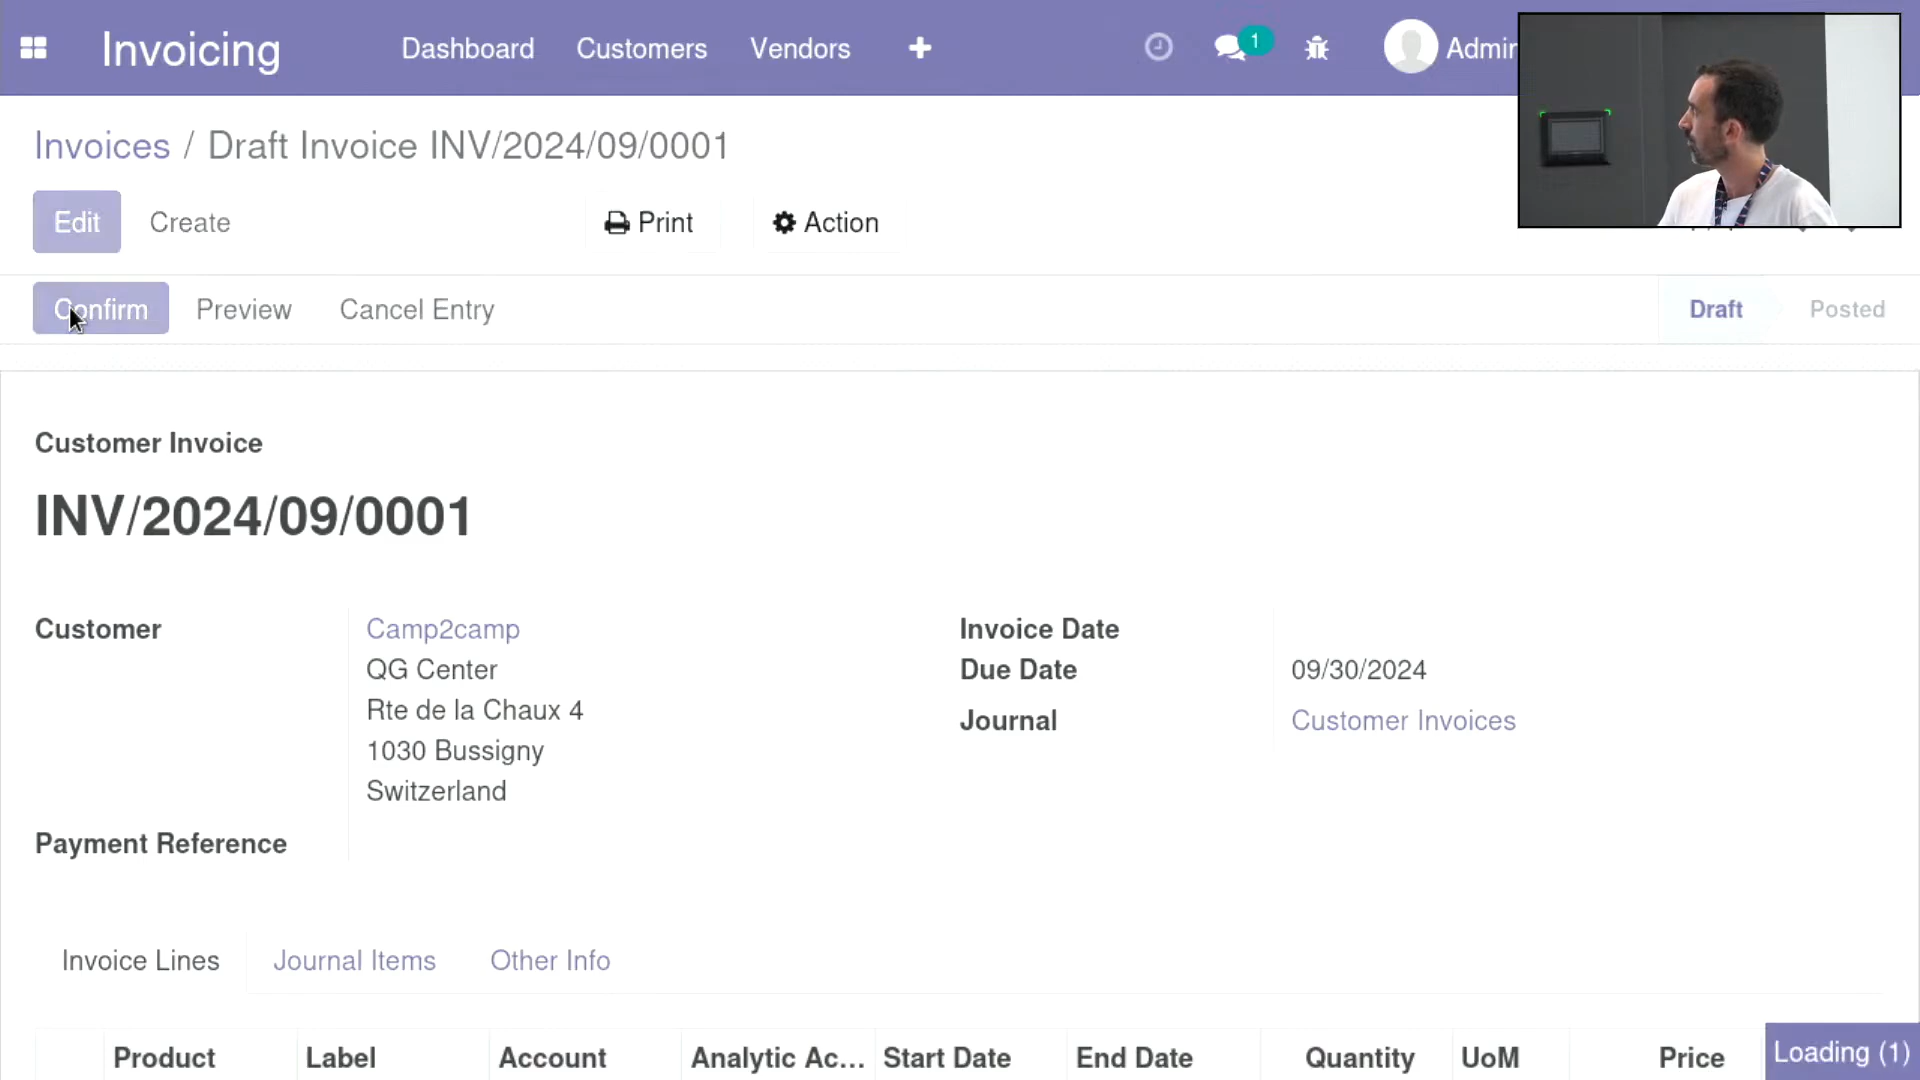 Invoicing
Dashboard
Customers
Vendors
1
Admin
Invoices / Draft Invoice INV/2024/09/0001
Edit
Create
Print
Action
Confirm
Preview
Cancel Entry
Draft
Posted
Customer Invoice
INV/2024/09/0001
Customer
Camp2camp
QG Center
Rte de la Chaux 4
1030 Bussigny
Switzerland
Invoice Date
Due Date
09/30/2024
Journal
Customer Invoices
Payment Reference
Invoice Lines
Journal Items
Other Info
Product
Label
Account
Analytic Ac...
Start Date
End Date
Quantity
UoM
Price
Loading (1)